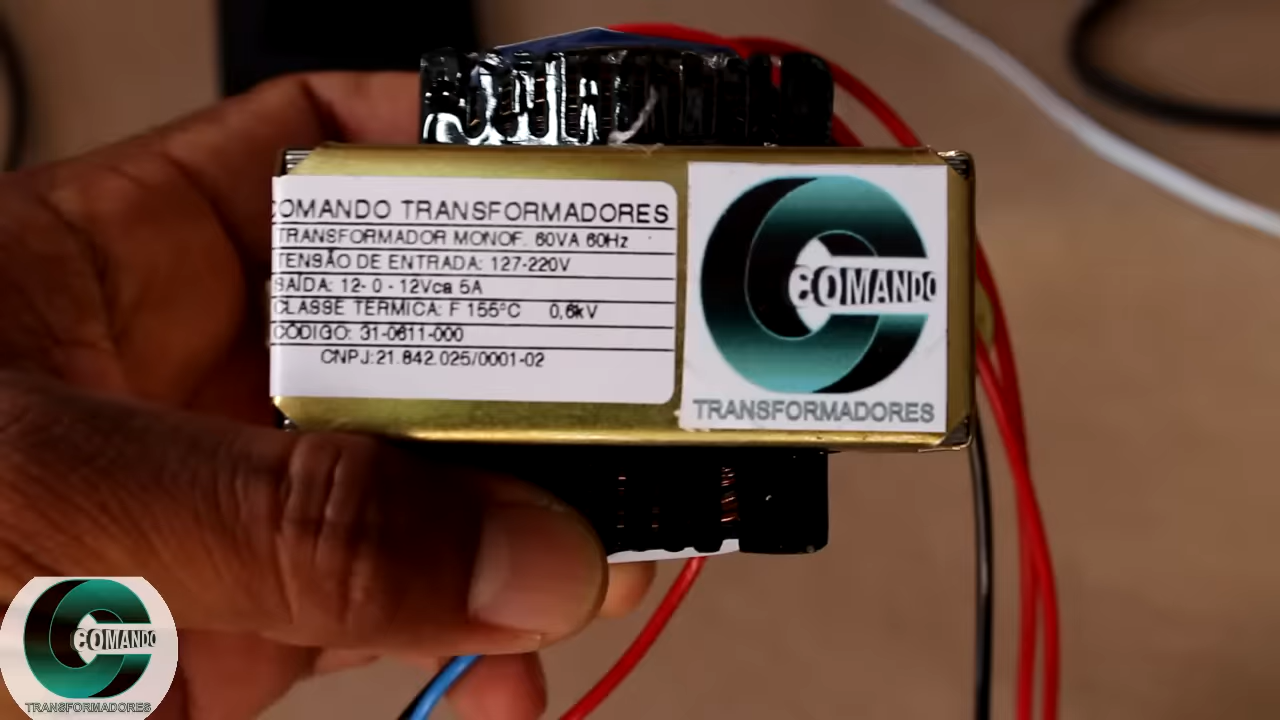 COMANDO TRANSFORMADORES
TRANSFORMADOR MONOF. 60VA 60Hz
TENSÃO DE ENTRADA: 127-220V
SAÍDA: 12- 0 - 12Vca 5A
CLASSE TERMICA: F 155°C 0,6kV
CÓDIGO: 31-0611-000
CNPJ:21.842.025/0001-02
COMANDO
TRANSFORMADORES
COMANDO
TRANSFORMADORES